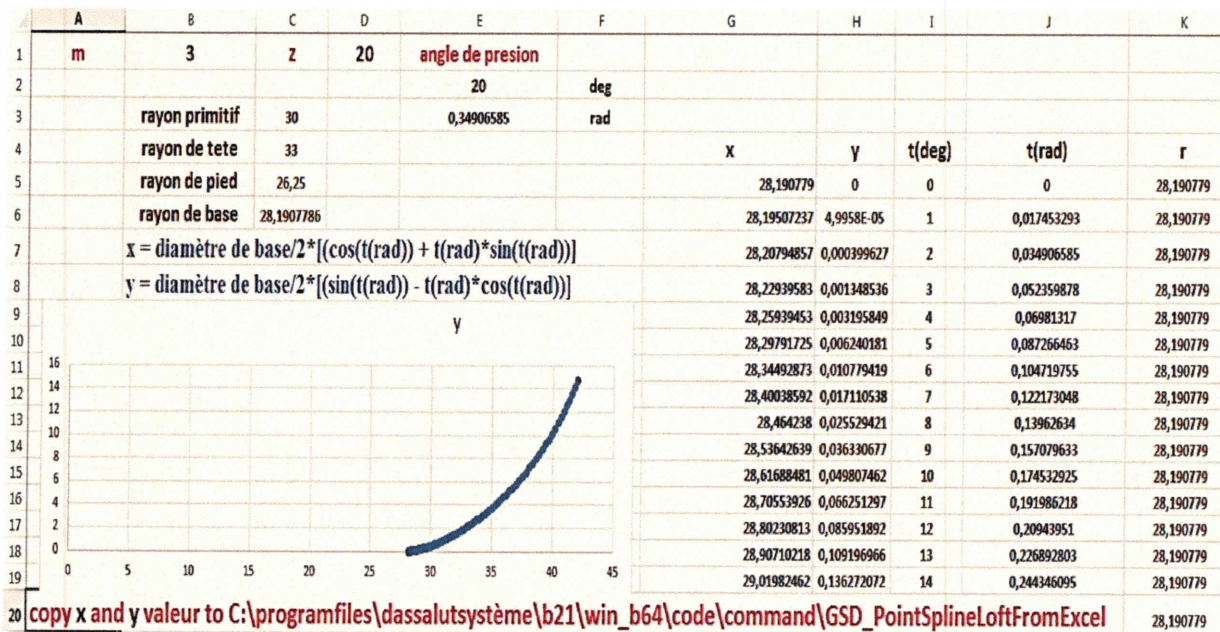 A B C D E F G H I J K
1 m 3 z 20 angle de presion
2 20 deg
3 rayon primitif 30 0,34906585 rad
4 rayon de tete 33 x y t(deg) t(rad) r
5 rayon de pied 26,25 28,190779 0 0 0 28,190779
6 rayon de base 28,1907786 28,19507237 4,9958E-05 1 0,017453293 28,190779
7 x = diamètre de base/2*[(cos(t(rad)) + t(rad)*sin(t(rad))] 28,20794857 0,000399627 2 0,034906585 28,190779
8 y = diamètre de base/2*[(sin(t(rad)) - t(rad)*cos(t(rad))] 28,22939583 0,001348536 3 0,052359878 28,190779
9 y 28,25939453 0,003195849 4 0,06981317 28,190779
10 28,29791725 0,006240181 5 0,087266463 28,190779
11 16 28,34492873 0,010779419 6 0,104719755 28,190779
12 14 28,40038592 0,017110538 7 0,122173048 28,190779
13 12 28,464238 0,025529421 8 0,13962634 28,190779
14 10 8 28,53642639 0,036330677 9 0,157079633 28,190779
15 6 28,61688481 0,049807462 10 0,174532925 28,190779
16 4 28,70553926 0,066251297 11 0,191986218 28,190779
17 2 28,80230813 0,085951892 12 0,20943951 28,190779
18 0 28,90710218 0,109196966 13 0,226892803 28,190779
19 0 5 10 15 20 25 30 35 40 45 29,01982462 0,136272072 14 0,244346095 28,190779
20 copy x and y valeur to C:\programfiles\dassalutsystème\b21\win_b64\code\command\GSD_PointSplineLoftFromExcel 28,190779